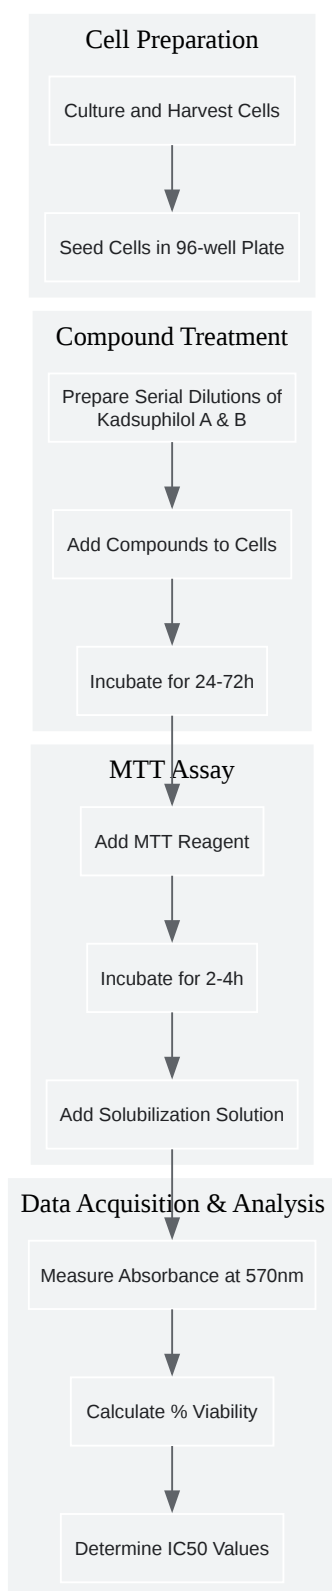 Cell Preparation
Culture and Harvest Cells
Seed Cells in 96-well Plate
Compound Treatment
Prepare Serial Dilutions of
Kadsuphilol A & B
Add Compounds to Cells
Incubate for 24-72h
MTT Assay
Add MTT Reagent
Incubate for 2-4h
Add Solubilization Solution
Data Acquisition & Analysis
Measure Absorbance at 570nm
Calculate % Viability
Determine IC50 Values